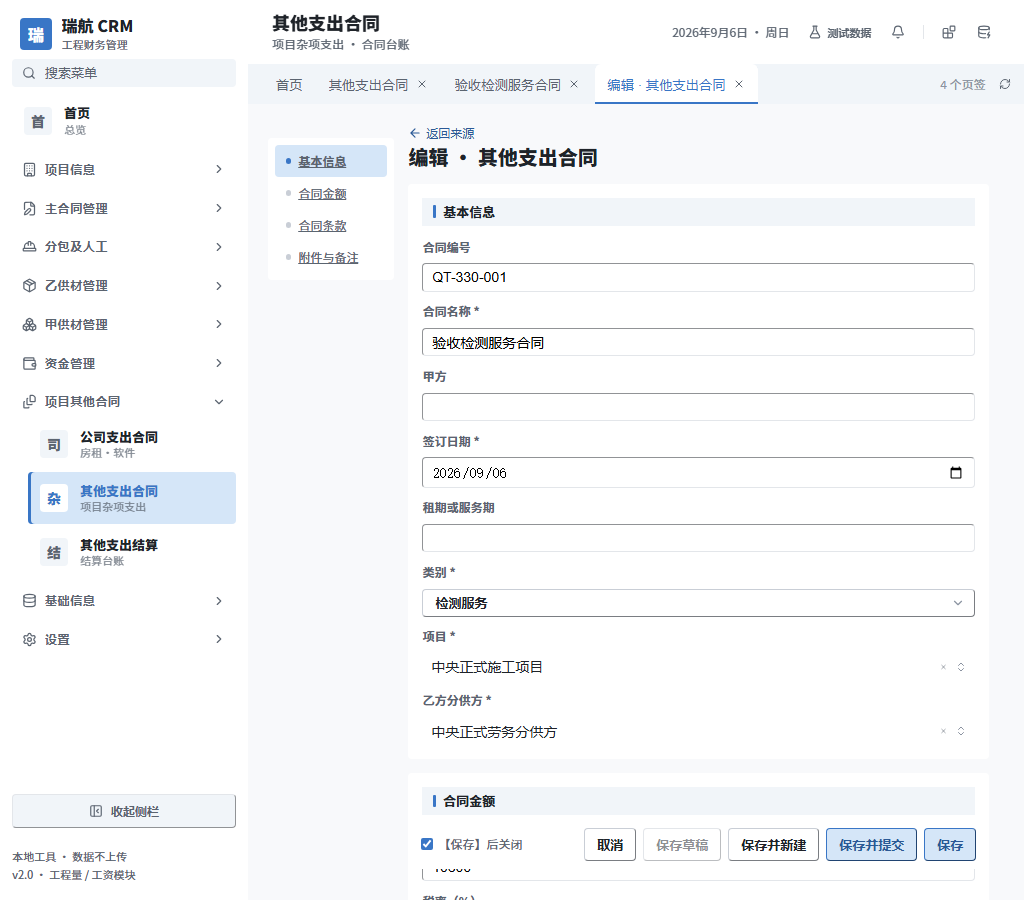 瑞
瑞航 CRM
工程财务管理
搜索菜单
首
首页
总览
项目信息
主合同管理
分包及人工
乙供材管理
甲供材管理
资金管理
项目其他合同
司
公司支出合同
房租・软件
杂
其他支出合同
项目杂项支出
结
其他支出结算
结算台账
基础信息
设置
收起侧栏
本地工具 · 数据不上传
v2.0 · 工程量 / 工资模块
其他支出合同
项目杂项支出 · 合同台账
2026年9月6日 · 周日
测试数据
首页
其他支出合同 ×
验收检测服务合同 ×
编辑 · 其他支出合同 ×
4 个页签
基本信息
合同金额
合同条款
附件与备注
← 返回来源
编辑 · 其他支出合同
基本信息
合同编号
QT-330-001
合同名称 *
验收检测服务合同
甲方
签订日期 *
2026/09/06
租期或服务期
类别 *
检测服务
项目 *
中央正式施工项目 ×
乙方分供方 *
中央正式劳务分供方 ×
合同金额
【保存】后关闭
取消
保存草稿
保存并新建
保存并提交
保存